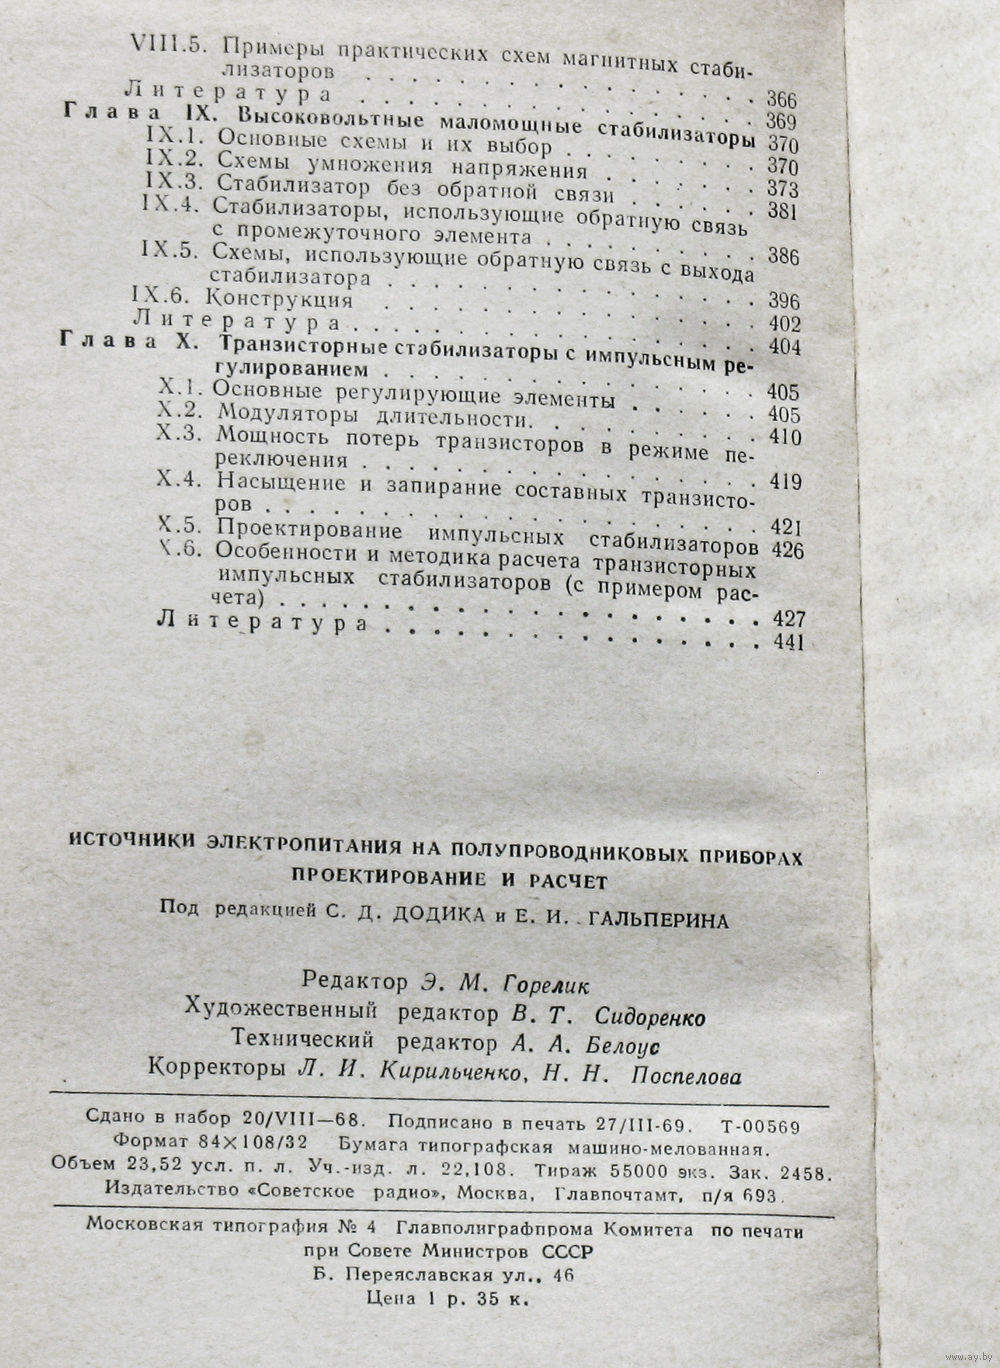 VIII.5. Примеры практических схем магнитных стаби-
лизаторов . . . . . . . . . . . . . . . . 366
Литература . . . . . . . . . . . . . . . . 369
Глава IX. Высоковольтные маломощные стабилизаторы 370
IX.1. Основные схемы и их выбор . . . . . . . . 370
IX.2. Схемы умножения напряжения . . . . . . . 373
IX.3. Стабилизатор без обратной связи . . . . . . 381
IX.4. Стабилизаторы, использующие обратную связь
с промежуточного элемента . . . . . . . . . 386
IX.5. Схемы, использующие обратную связь с выхода
стабилизатора . . . . . . . . . . . . . . . 396
IX.6. Конструкция . . . . . . . . . . . . . . . 402
Литература . . . . . . . . . . . . . . . . 404
Глава X. Транзисторные стабилизаторы с импульсным ре-
гулированием . . . . . . . . . . . . . . . 405
X.1. Основные регулирующие элементы . . . . . . 405
X.2. Модуляторы длительности . . . . . . . . . 410
X.3. Мощность потерь транзисторов в режиме пе-
реключения . . . . . . . . . . . . . . . . 419
X.4. Насыщение и запирание составных транзисто-
ров . . . . . . . . . . . . . . . . . . . 421
X.5. Проектирование импульсных стабилизаторов 426
X.6. Особенности и методика расчета транзисторных
импульсных стабилизаторов (с примером рас-
чета) . . . . . . . . . . . . . . . . . . 427
Литература . . . . . . . . . . . . . . . . 441
ИСТОЧНИКИ ЭЛЕКТРОПИТАНИЯ НА ПОЛУПРОВОДНИКОВЫХ ПРИБОРАХ
ПРОЕКТИРОВАНИЕ И РАСЧЕТ
Под редакцией С. Д. ДОДИКА и Е. И. ГАЛЬПЕРИНА
Редактор Э. М. Горелик
Художественный редактор В. Т. Сидоренко
Технический редактор А. А. Белоус
Корректоры Л. И. Кирильченко, Н. Н. Поспелова
Сдано в набор 20/VIII—68. Подписано в печать 27/III-69. Т-00569
Формат 84×108/32 Бумага типографская машино-мелованная.
Объем 23,52 усл. п. л. Уч.-изд. л. 22,108. Тираж 55000 экз. Зак. 2458.
Издательство «Советское радио», Москва, Главпочтамт, п/я 693.
Московская типография № 4 Главполиграфпрома Комитета по печати
при Совете Министров СССР
Б. Переяславская ул., 46
Цена 1 р. 35 к.
www.ay.by